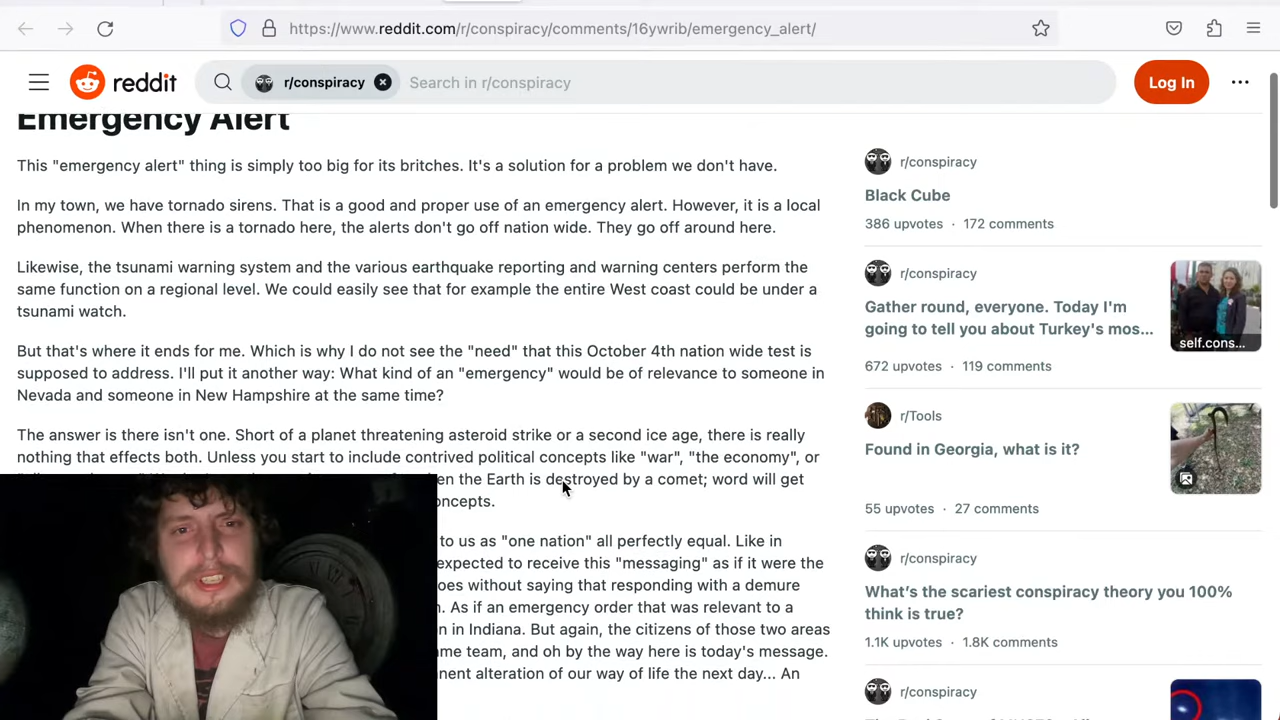 https://www.reddit.com/r/conspiracy/comments/16ywrib/emergency_alert/
reddit
r/conspiracy
Search in r/conspiracy
Log In
Emergency Alert
This "emergency alert" thing is simply too big for its britches. It's a solution for a problem we don't have.
In my town, we have tornado sirens. That is a good and proper use of an emergency alert. However, it is a local
phenomenon. When there is a tornado here, the alerts don't go off nation wide. They go off around here.
Likewise, the tsunami warning system and the various earthquake reporting and warning centers perform the
same function on a regional level. We could easily see that for example the entire West coast could be under a
tsunami watch.
But that's where it ends for me. Which is why I do not see the "need" that this October 4th nation wide test is
supposed to address. I'll put it another way: What kind of an "emergency" would be of relevance to someone in
Nevada and someone in New Hampshire at the same time?
The answer is there isn't one. Short of a planet threatening asteroid strike or a second ice age, there is really
nothing that effects both. Unless you start to include contrived political concepts like "war", "the economy", or
en the Earth is destroyed by a comet; word will get
oncepts.
to us as "one nation" all perfectly equal. Like in
expected to receive this "messaging" as if it were the
oes without saying that responding with a demure
. As if an emergency order that was relevant to a
n in Indiana. But again, the citizens of those two areas
me team, and oh by the way here is today's message.
nent alteration of our way of life the next day... An
r/conspiracy
Black Cube
386 upvotes · 172 comments
r/conspiracy
Gather round, everyone. Today I'm
going to tell you about Turkey's mos...
self.cons...
672 upvotes · 119 comments
r/Tools
Found in Georgia, what is it?
55 upvotes · 27 comments
r/conspiracy
What's the scariest conspiracy theory you 100%
think is true?
1.1K upvotes · 1.8K comments
r/conspiracy